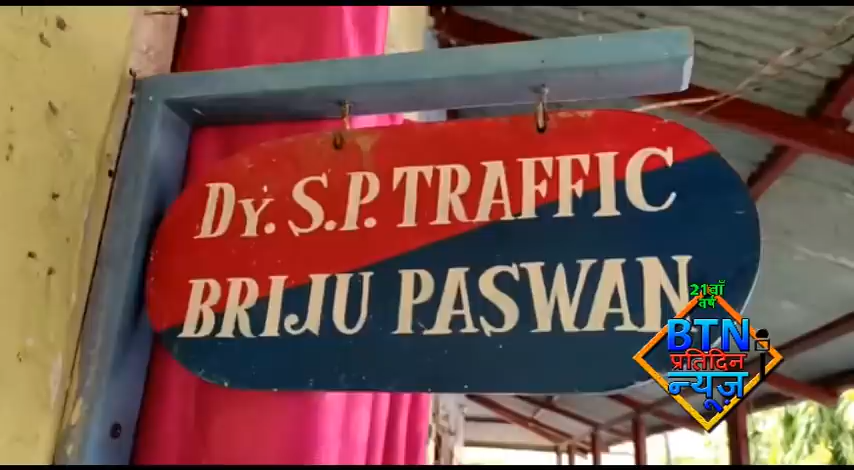 Dy. S.P. TRAFFIC
BRIJU PASWAN
21वाँ
वर्ष
BTN
प्रतिदिन
न्यूज़